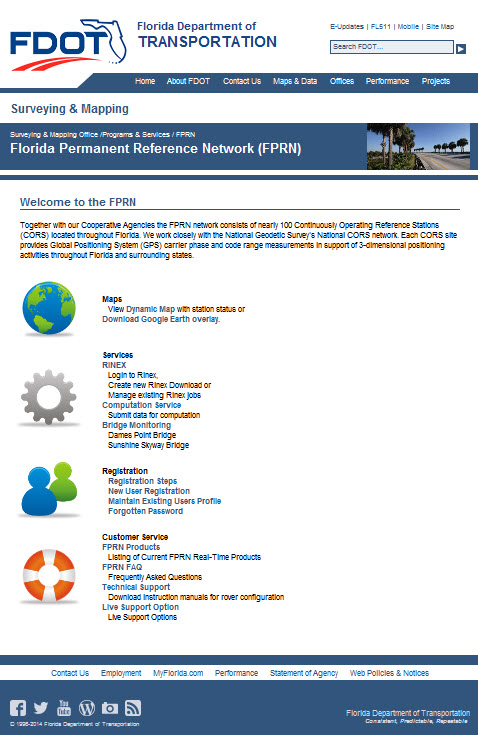 FDOT
Florida Department of
TRANSPORTATION
E-Updates | FL511 | Mobile | Site Map
Search FDOT...
Home About FDOT Contact Us Maps & Data Offices Performance Projects
Surveying & Mapping
Surveying & Mapping Office /Programs & Services / FPRN
Florida Permanent Reference Network (FPRN)
Welcome to the FPRN
Together with our Cooperative Agencies the FPRN network consists of nearly 100 Continuously Operating Reference Stations
(CORS) located throughout Florida. We work closely with the National Geodetic Survey's National CORS network. Each CORS site
provides Global Positioning System (GPS) carrier phase and code range measurements in support of 3-dimensional positioning
activities throughout Florida and surrounding states.
Maps
View Dynamic Map with station status or
Download Google Earth overlay.
Services
RINEX
Login to Rinex,
Create new Rinex Download or
Manage existing Rinex jobs
Computation Service
Submit data for computation
Bridge Monitoring
Dames Point Bridge
Sunshine Skyway Bridge
Registration
Registration Steps
New User Registration
Maintain Existing Users Profile
Forgotten Password
Customer Service
FPRN Products
Listing of Current FPRN Real-Time Products
FPRN FAQ
Frequently Asked Questions
Technical Support
Download instruction manuals for rover configuration
Live Support Option
Live Support Options
Contact Us Employment MyFlorida.com Performance Statement of Agency Web Policies & Notices
You Tube
© 1996-2014 Florida Department of Transportation
Florida Department of Transportation
Consistent, Predictable, Repeatable